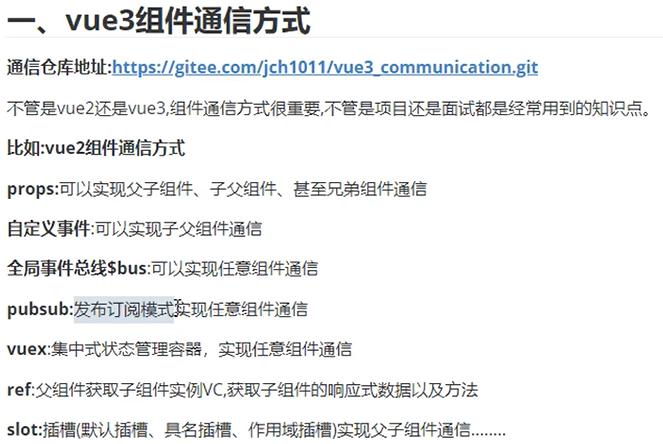 一、vue3组件通信方式
通信仓库地址:https://gitee.com/jch1011/vue3_communication.git
不管是vue2还是vue3,组件通信方式很重要,不管是项目还是面试都是经常用到的知识点。
比如:vue2组件通信方式
props:可以实现父子组件、子父组件、甚至兄弟组件通信
自定义事件:可以实现子父组件通信
全局事件总线$bus:可以实现任意组件通信
pubsub:发布订阅模式实现任意组件通信
vuex:集中式状态管理容器，实现任意组件通信
ref:父组件获取子组件实例VC,获取子组件的响应式数据以及方法
slot:插槽(默认插槽、具名插槽、作用域插槽)实现父子组件通信........